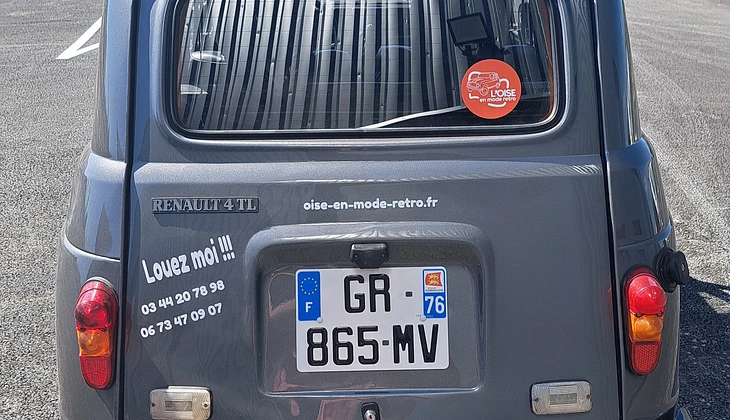 L'OISE
en mode retro
RENAULT 4 TL
oise-en-mode-retro.fr
Louez moi !!!
03 44 20 78 98
06 73 47 09 07
F
GR-
76
865-MV